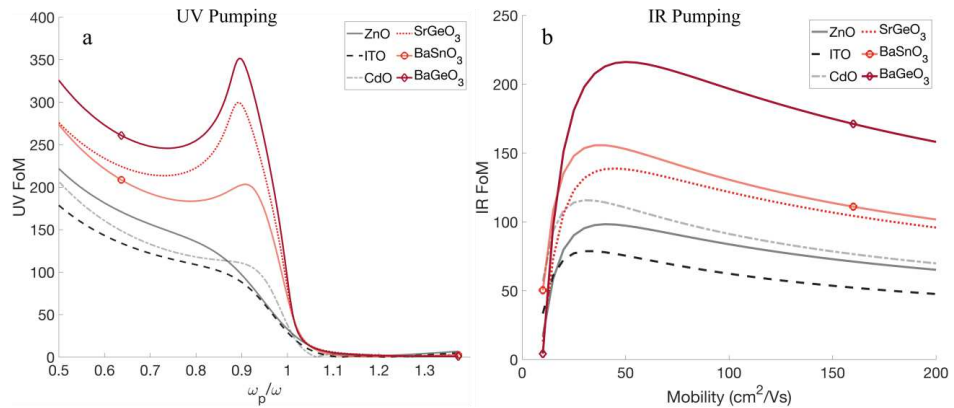 UV Pumping
a
ZnO
ITO
CdO
SrGeO3
BaSnO3
BaGeO3
UV FoM
400
350
300
250
200
150
100
50
0
0.5 0.6 0.7 0.8 0.9 1 1.1 1.2 1.3
ωp/ω
IR Pumping
b
ZnO
ITO
CdO
SrGeO3
BaSnO3
BaGeO3
IR FoM
250
200
150
100
50
0
0 50 100 150 200
Mobility (cm²/Vs)